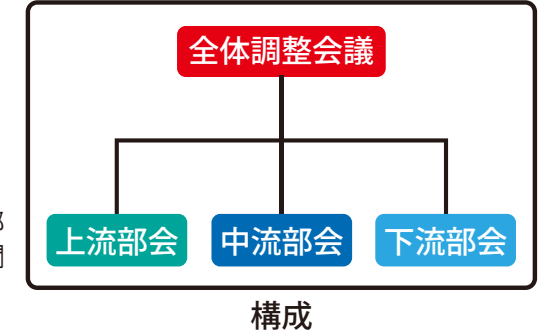 全体調整会議
上流部会
中流部会
下流部会
構成